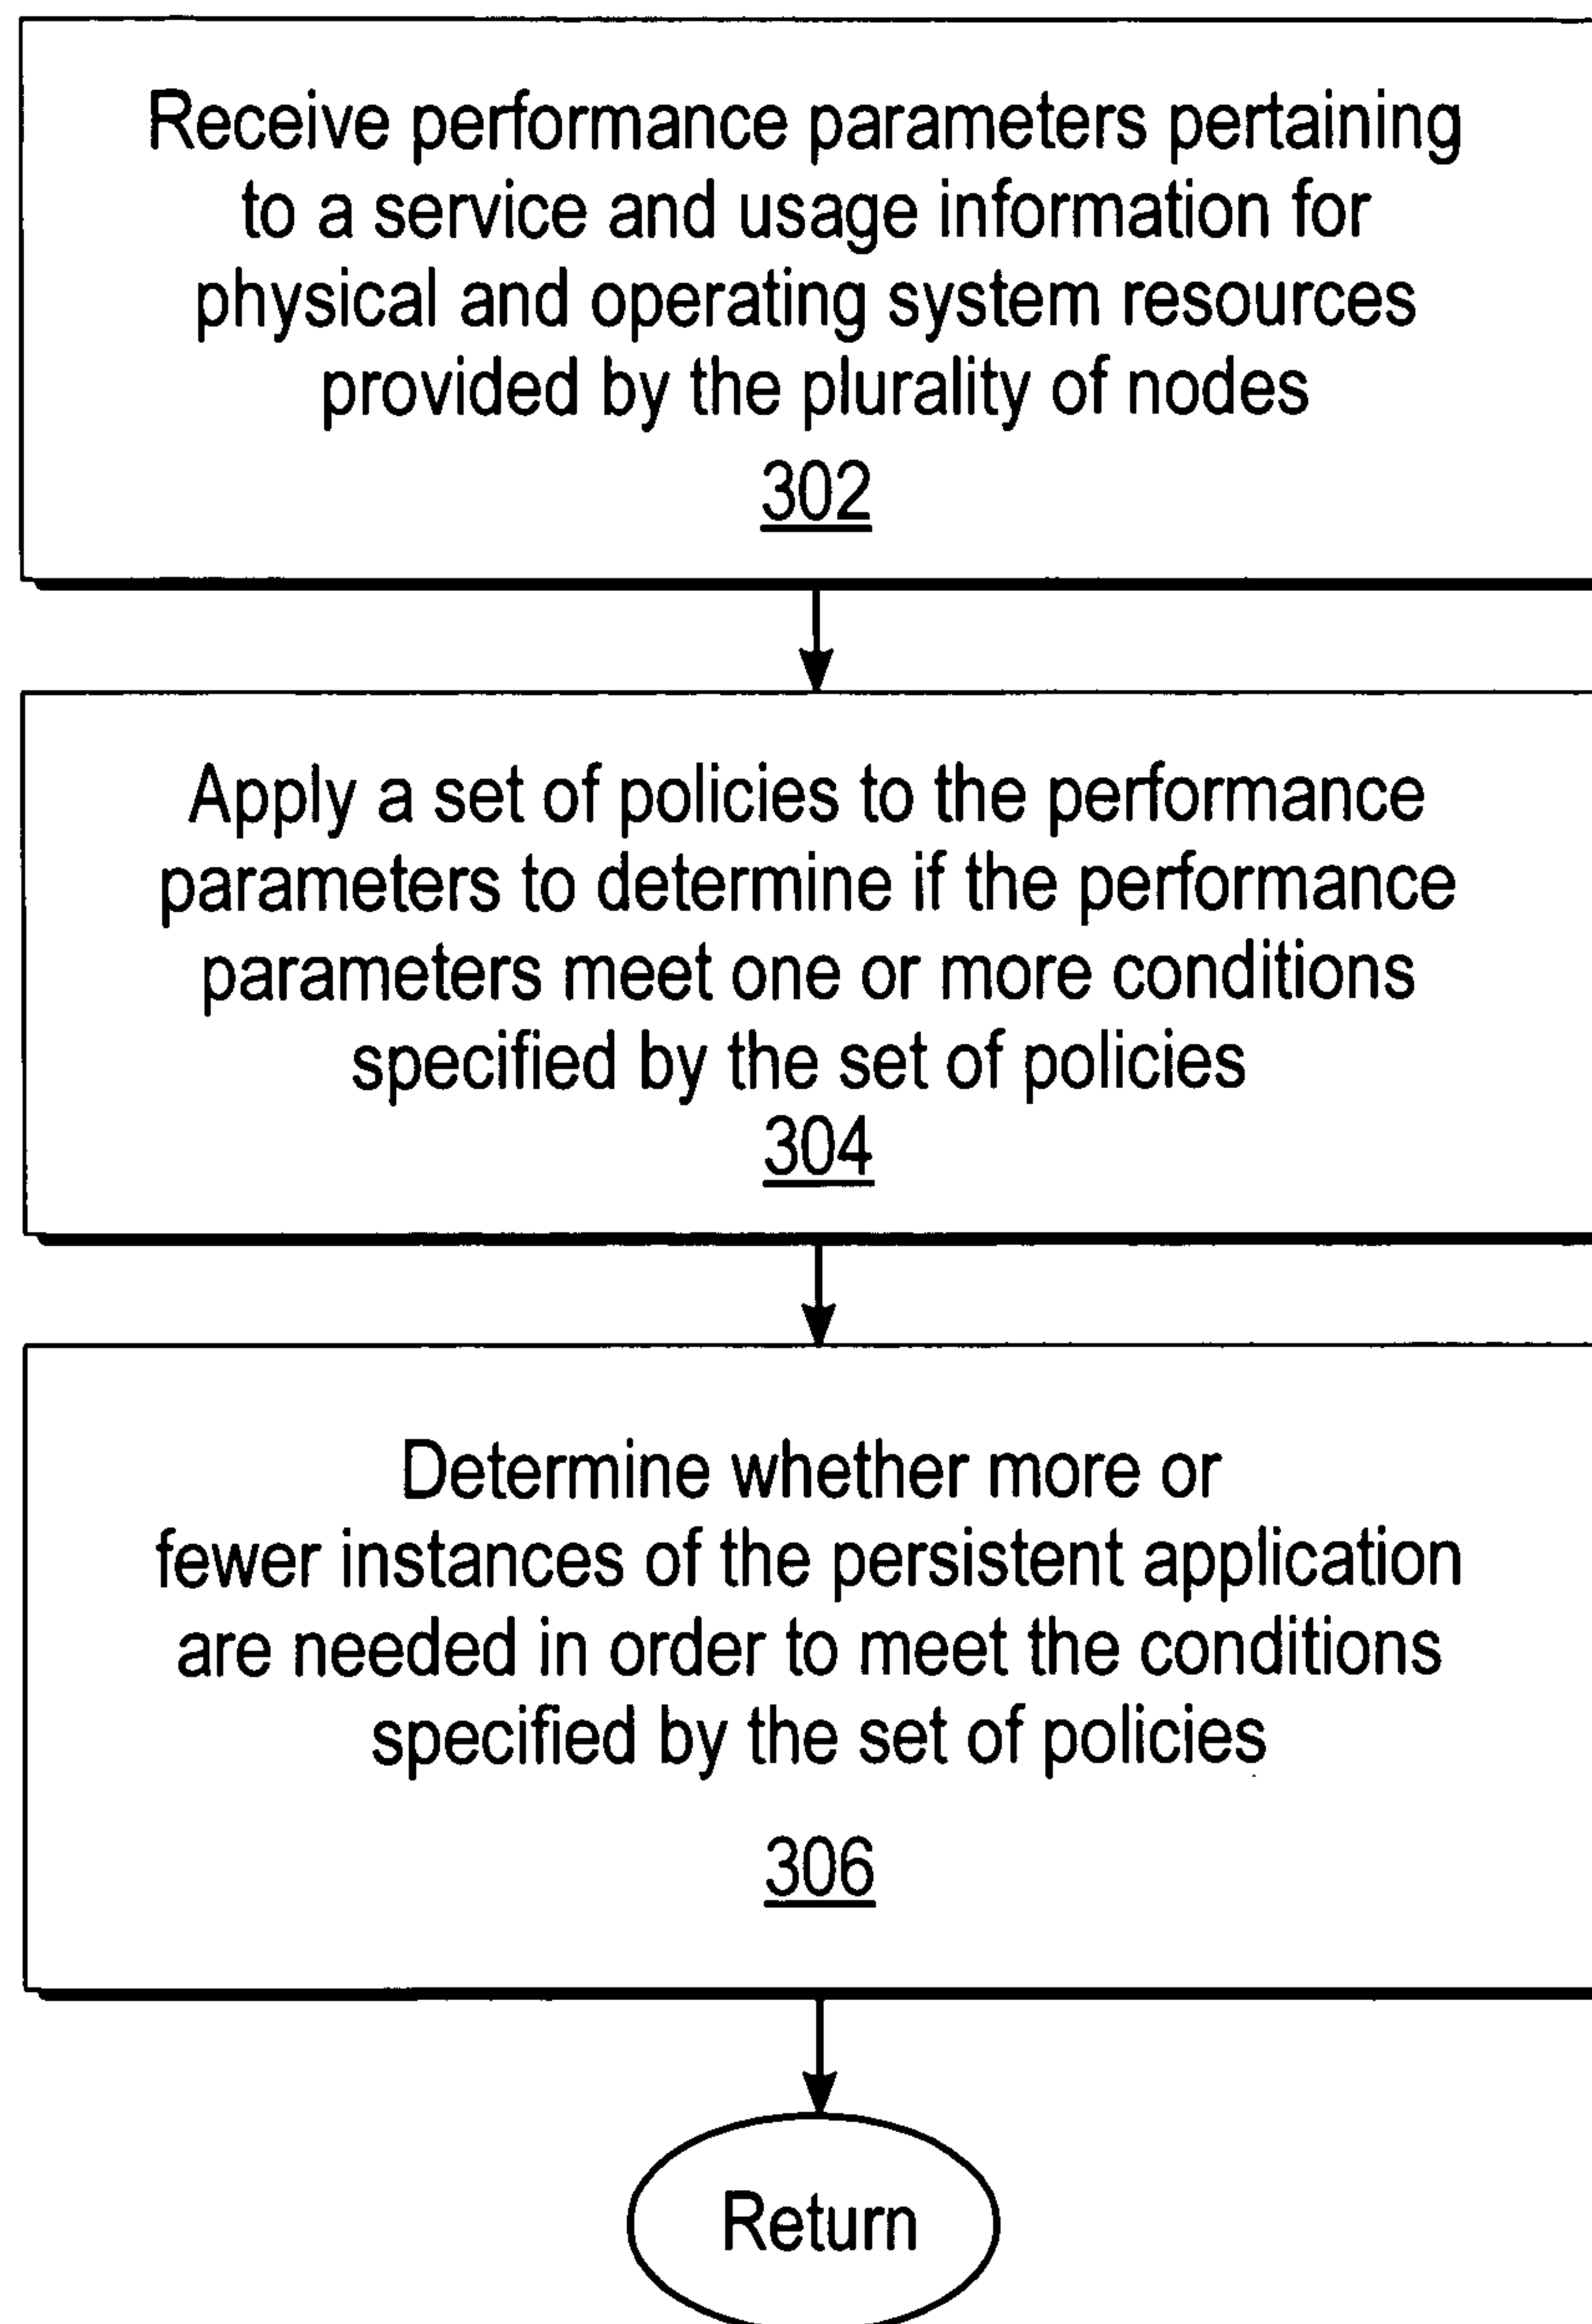 Receive performance parameters pertaining
to a service and usage information for
physical and operating system resources
provided by the plurality of nodes
302
Apply a set of policies to the performance
parameters to determine if the performance
parameters meet one or more conditions
specified by the set of policies
304
Determine whether more or
fewer instances of the persistent application
are needed in order to meet the conditions
specified by the set of policies
306
Return